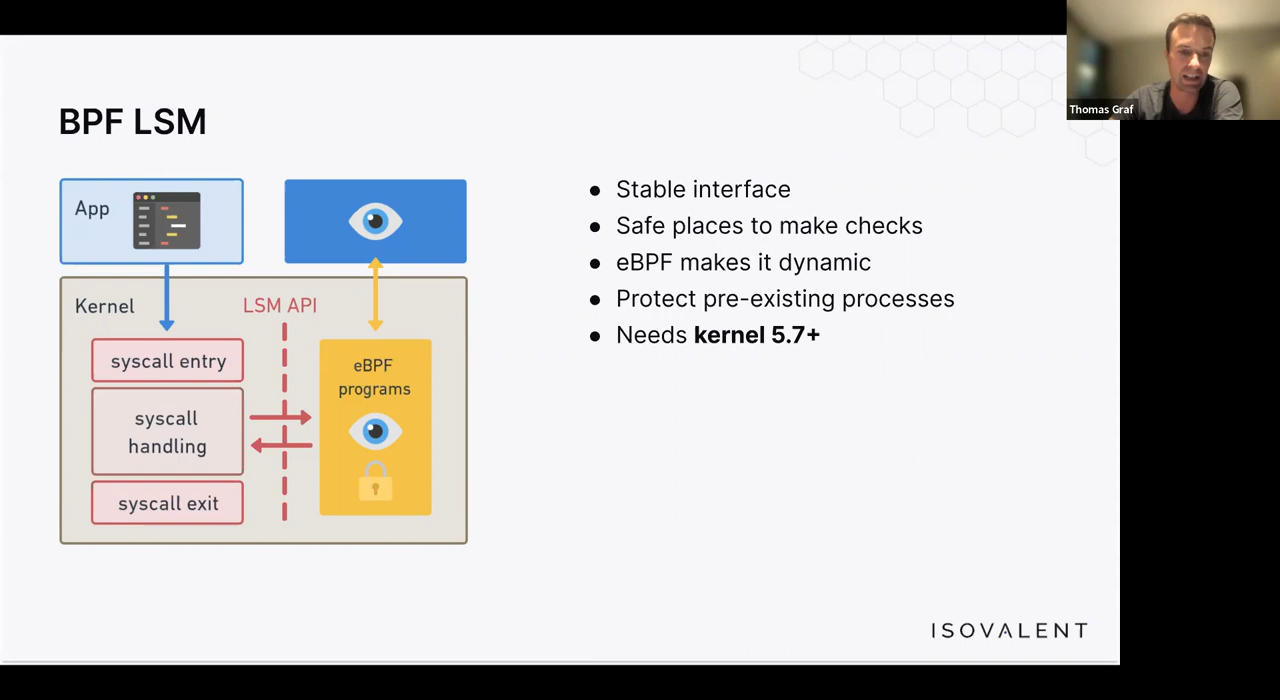 Thomas Graf
BPF LSM
App
Kernel
LSM API
syscall entry
syscall
handling
syscall exit
eBPF
programs
● Stable interface
● Safe places to make checks
● eBPF makes it dynamic
● Protect pre-existing processes
● Needs kernel 5.7+
ISOVALENT